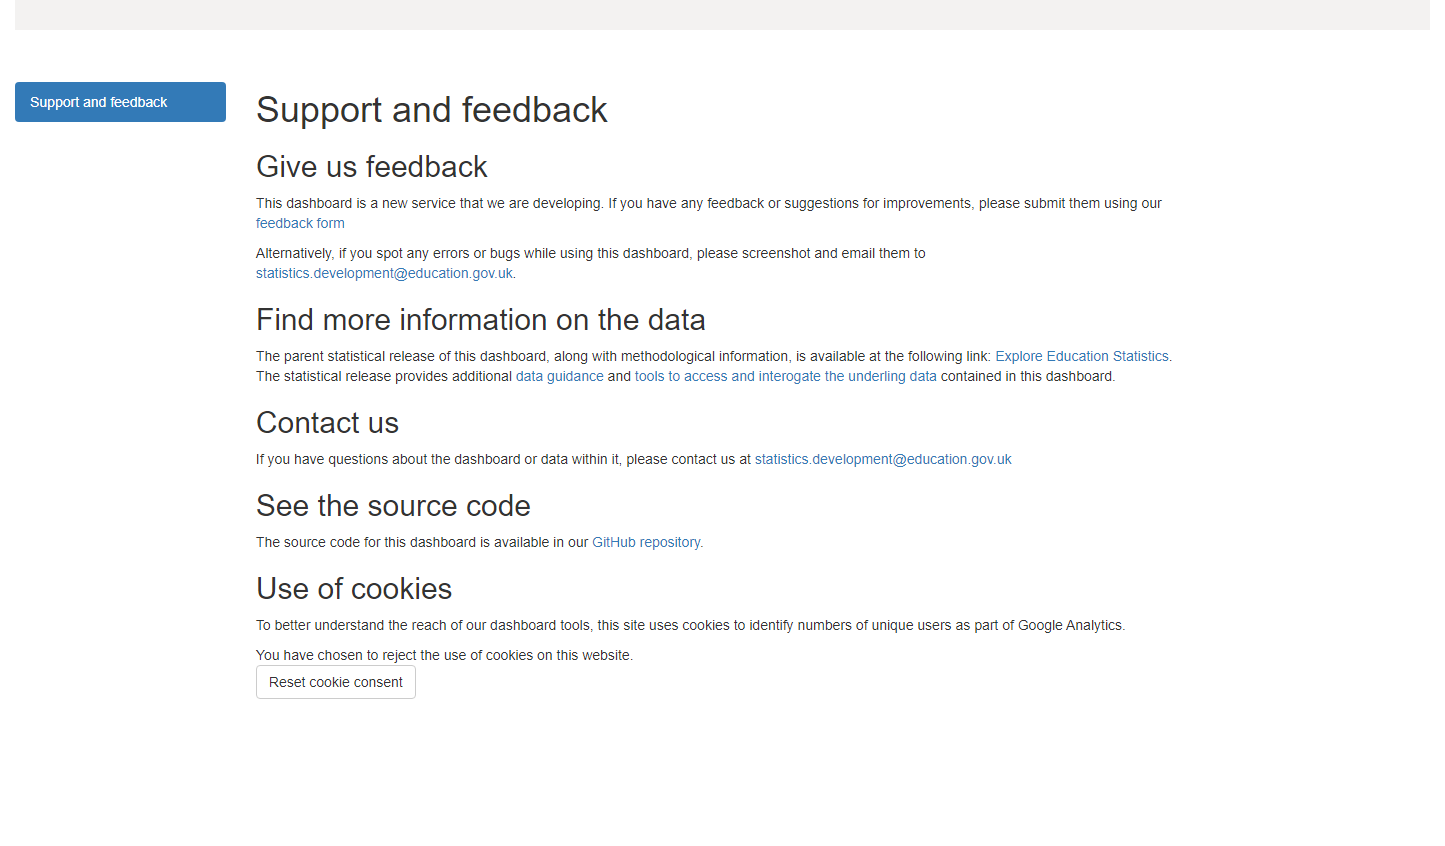 Support and feedback
Support and feedback
Give us feedback
This dashboard is a new service that we are developing. If you have any feedback or suggestions for improvements, please submit them using our
feedback form
Alternatively, if you spot any errors or bugs while using this dashboard, please screenshot and email them to
statistics.development@education.gov.uk.
Find more information on the data
The parent statistical release of this dashboard, along with methodological information, is available at the following link: Explore Education Statistics.
The statistical release provides additional data guidance and tools to access and interogate the underling data contained in this dashboard.
Contact us
If you have questions about the dashboard or data within it, please contact us at statistics.development@education.gov.uk
See the source code
The source code for this dashboard is available in our GitHub repository.
Use of cookies
To better understand the reach of our dashboard tools, this site uses cookies to identify numbers of unique users as part of Google Analytics.
You have chosen to reject the use of cookies on this website.
Reset cookie consent